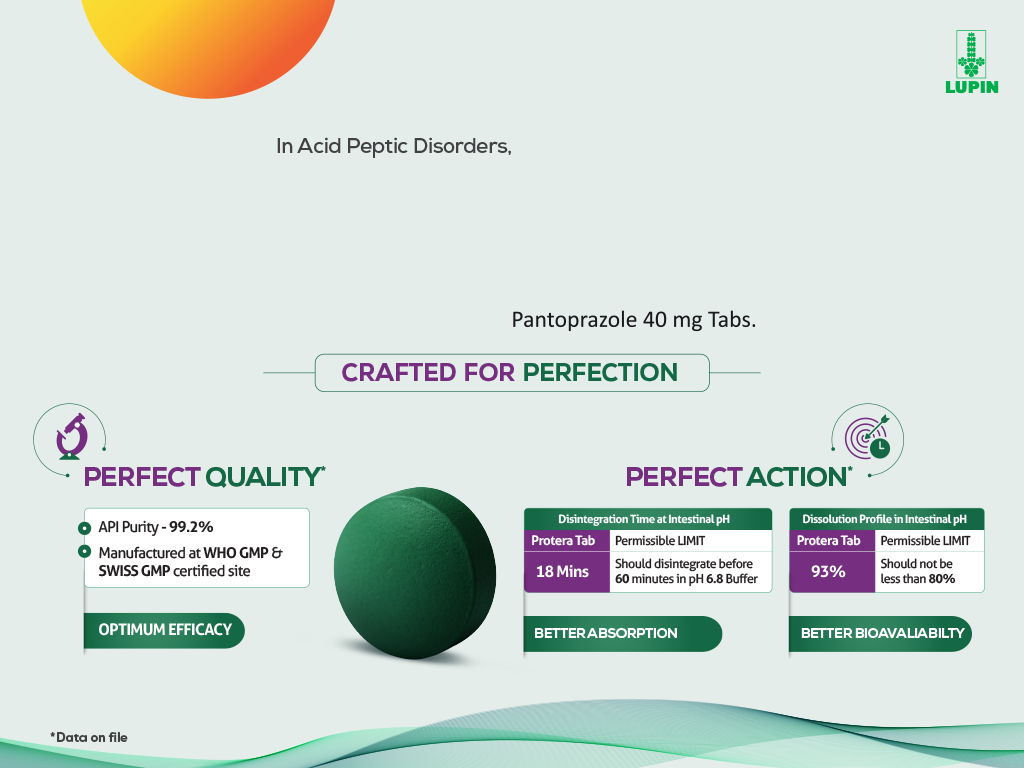 LUPIN
In Acid Peptic Disorders,
Pantoprazole 40 mg Tabs.
CRAFTED FOR PERFECTION
PERFECT QUALITY*
API Purity - 99.2%
Manufactured at WHO GMP &
SWISS GMP certified site
OPTIMUM EFFICACY
PERFECT ACTION*
Disintegration Time at Intestinal pH
Protera Tab Permissible LIMIT
18 Mins
Should disintegrate before
60 minutes in pH 6.8 Buffer
BETTER ABSORPTION
Dissolution Profile in Intestinal pH
Protera Tab Permissible LIMIT
93%
Should not be
less than 80%
BETTER BIOAVALIABILTY
*Data on file